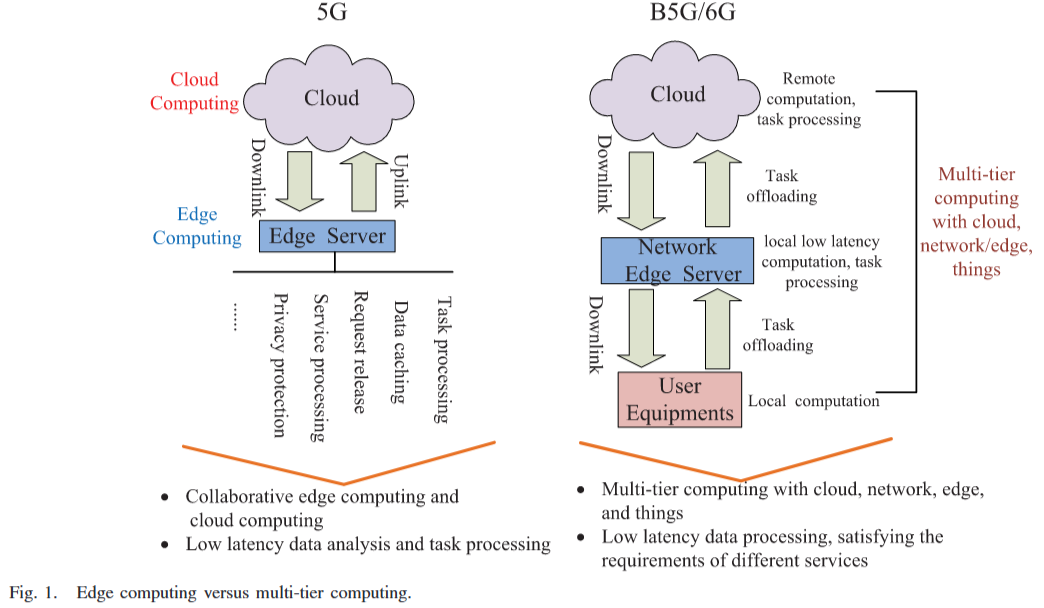 5G
Cloud
Computing
Cloud
Downlink
Uplink
Edge
Computing
Edge Server
......
Privacy protection
Service processing
Request release
Data caching
Task processing
• Collaborative edge computing and
cloud computing
• Low latency data analysis and task processing
B5G/6G
Cloud
Remote
computation,
task processing
Downlink
Task
offloading
Network
Edge Server
local low latency
computation, task
processing
Downlink
Task
offloading
User
Equipments
Local computation
Multi-tier
computing
with cloud,
network/edge,
things
• Multi-tier computing with cloud, network, edge,
and things
• Low latency data processing, satisfying the
requirements of different services
Fig. 1. Edge computing versus multi-tier computing.